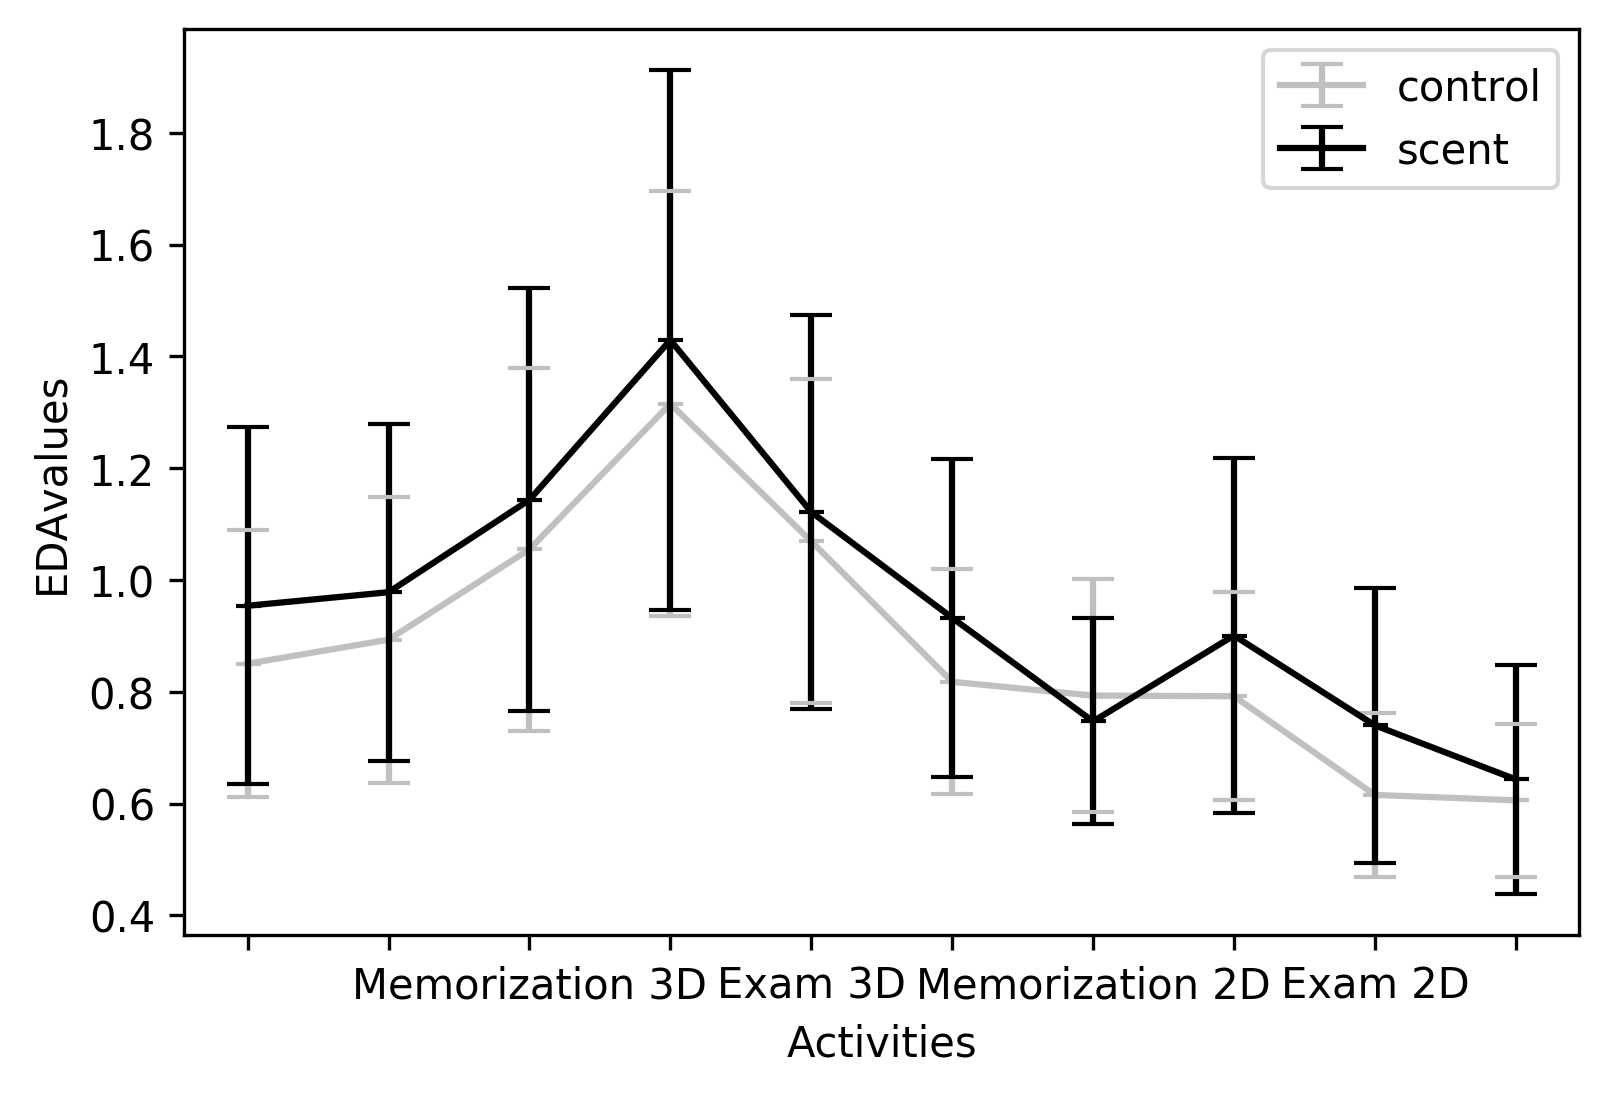 control
scent
1.8
1.6
1.4
1.2
1.0
0.8
0.6
0.4
EDAvalues
Memorization 3D Exam 3D Memorization 2D Exam 2D
Activities